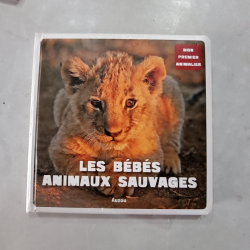 MON
PREMIER
ANIMALIER
LES BÉBÉS
ANIMAUX SAUVAGES
AUZOU